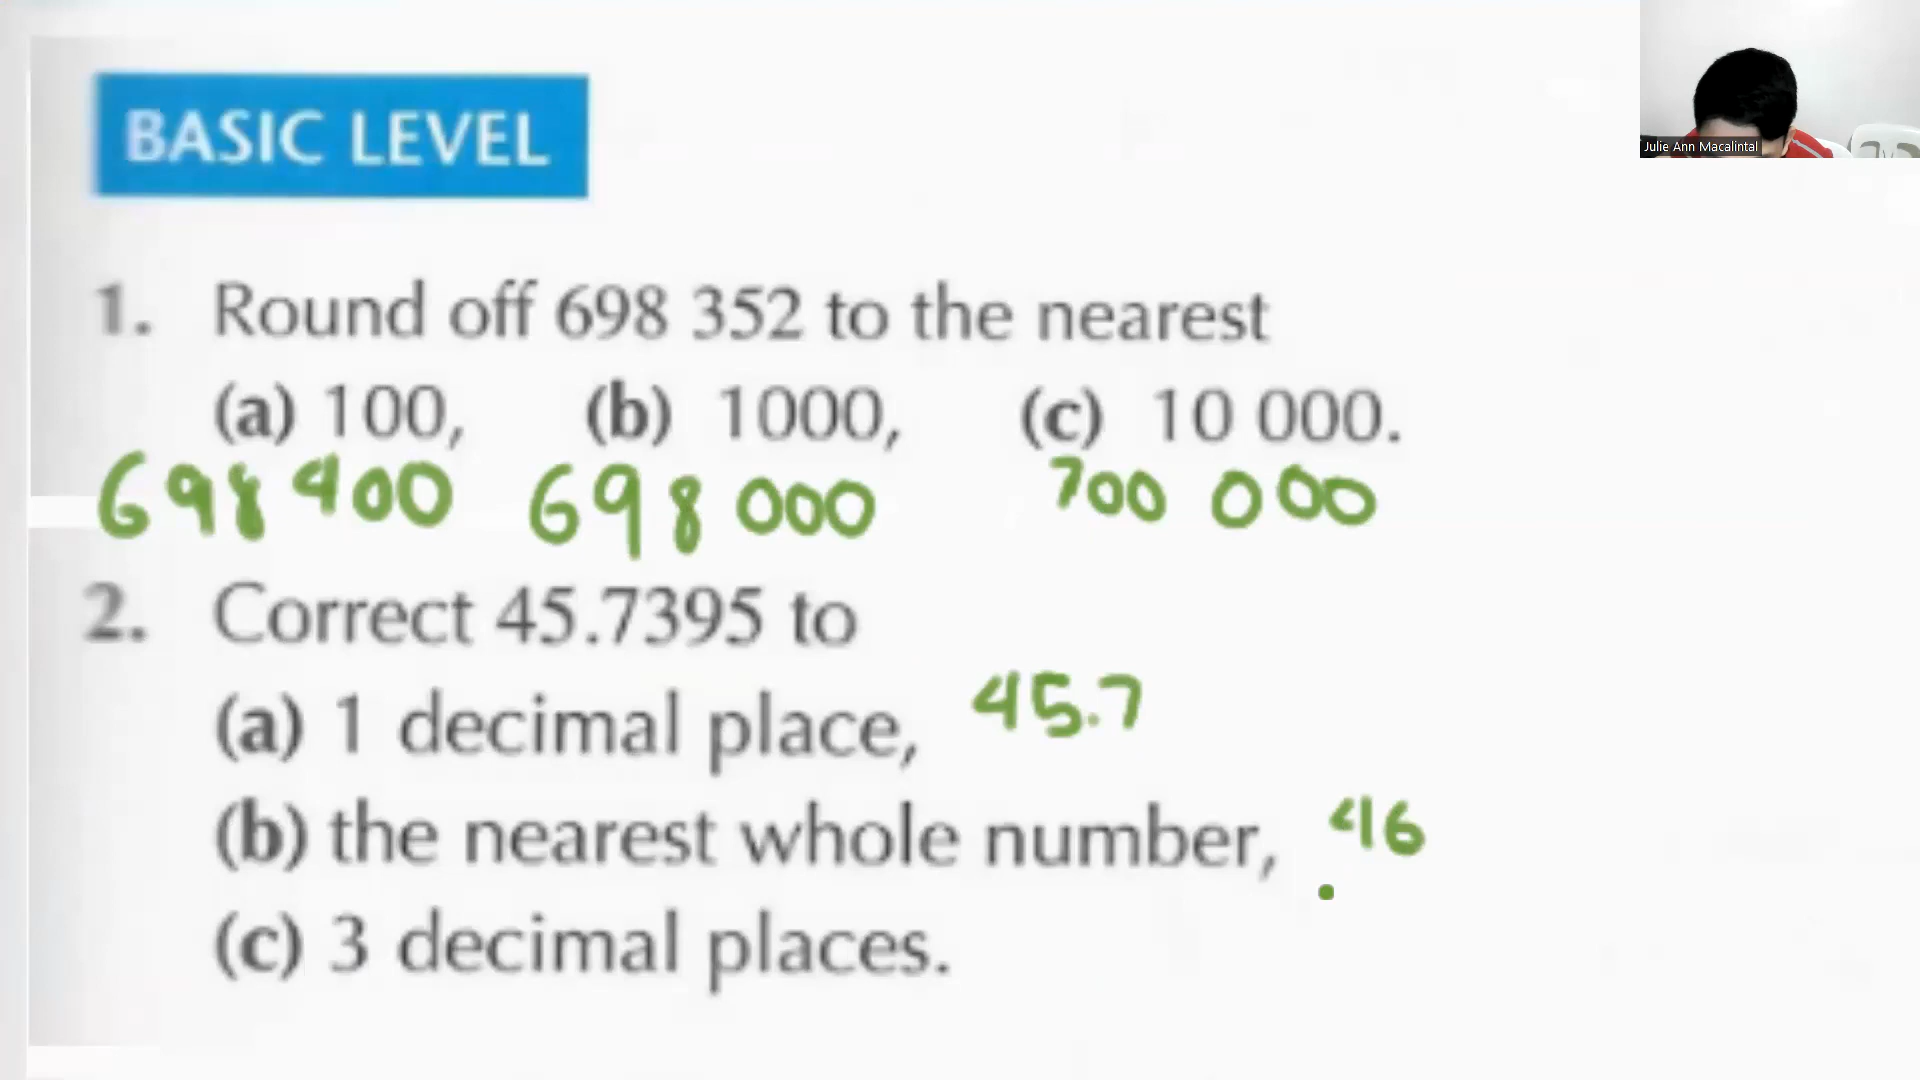 BASIC LEVEL
Julie Ann Macalintal
1. Round off 698 352 to the nearest
(a) 100, (b) 1000, (c) 10 000.
698 400 698 000 700 000
2. Correct 45.7395 to
(a) 1 decimal place, 45.7
(b) the nearest whole number, 46
(c) 3 decimal places.